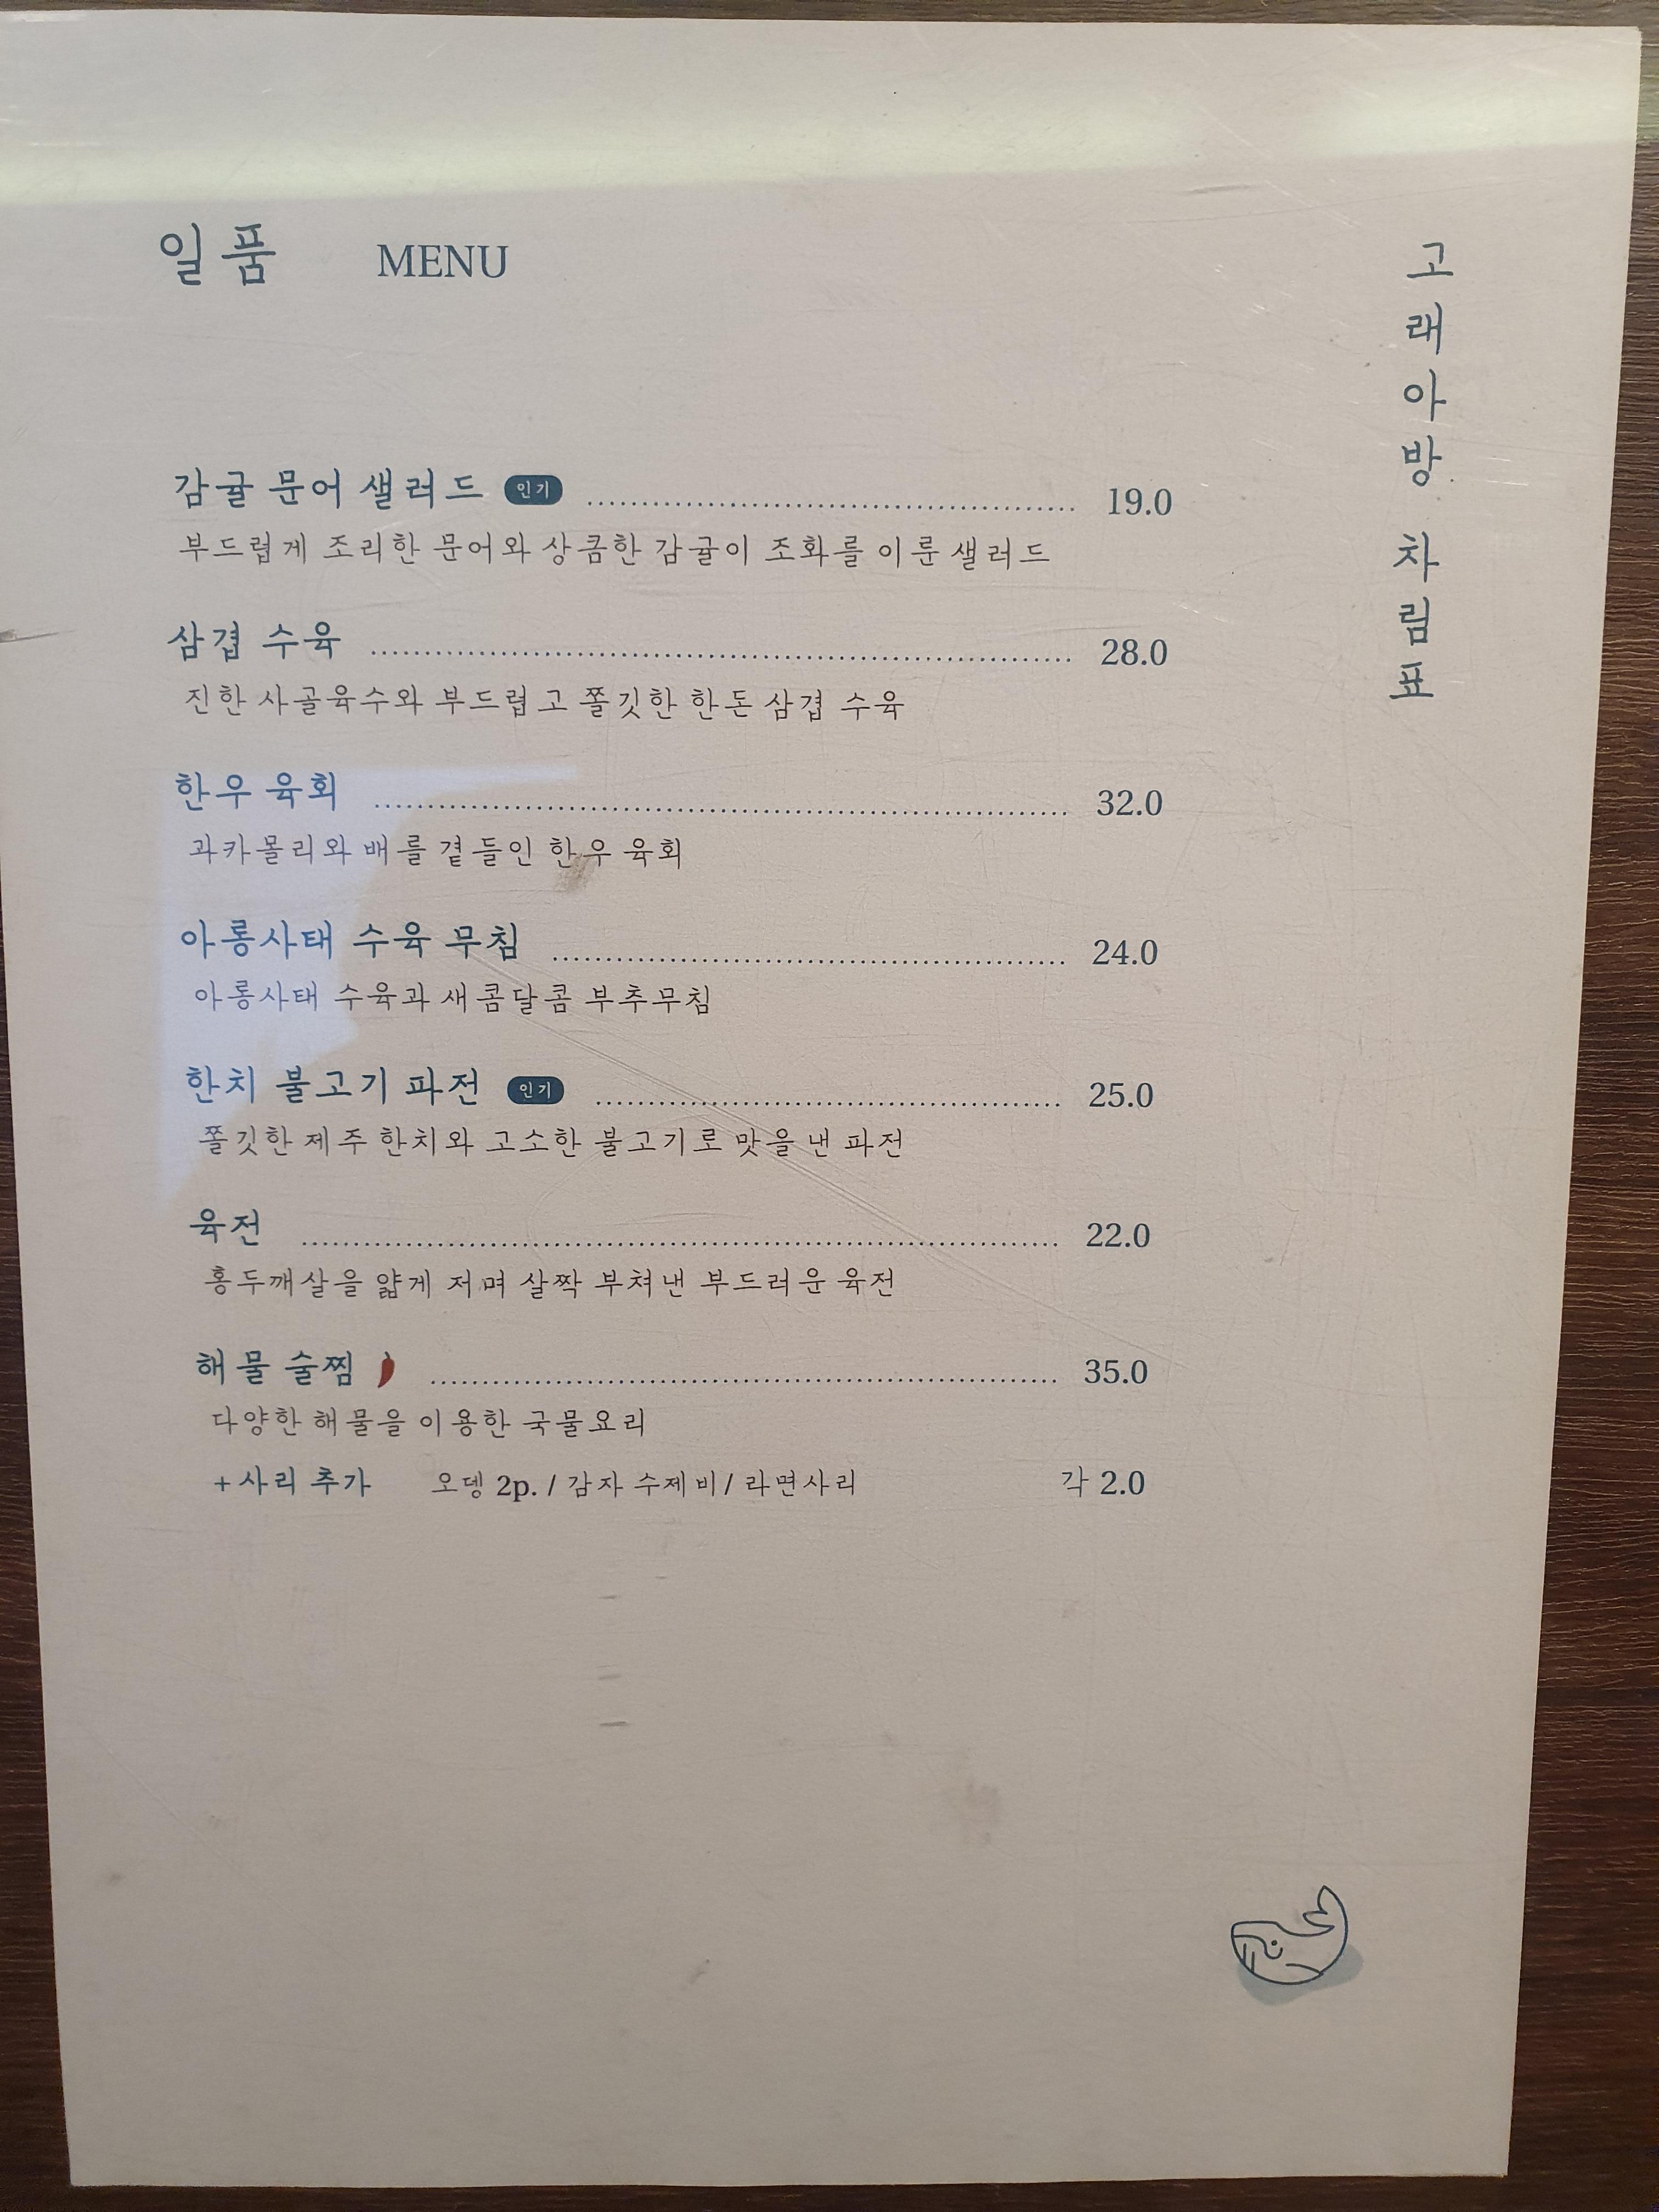 일품 MENU
고래아방 차림표
감귤 문어 샐러드 인기 19.0
부드럽게 조리한 문어와 상큼한 감귤이 조화를 이룬 샐러드
삼겹 수육 28.0
진한 사골육수와 부드럽고 쫄깃한 한돈 삼겹 수육
한우 육회 32.0
과카몰리와 배를 곁들인 한우 육회
아롱사태 수육 무침 24.0
아롱사태 수육과 새콤달콤 부추무침
한치 불고기 파전 인기 25.0
쫄깃한 제주 한치와 고소한 불고기로 맛을 낸 파전
육전 22.0
홍두깨살을 얇게 저며 살짝 부쳐낸 부드러운 육전
해물 술찜 35.0
다양한 해물을 이용한 국물요리
+사리 추가 오뎅 2p. / 감자 수제비 / 라면사리 각 2.0